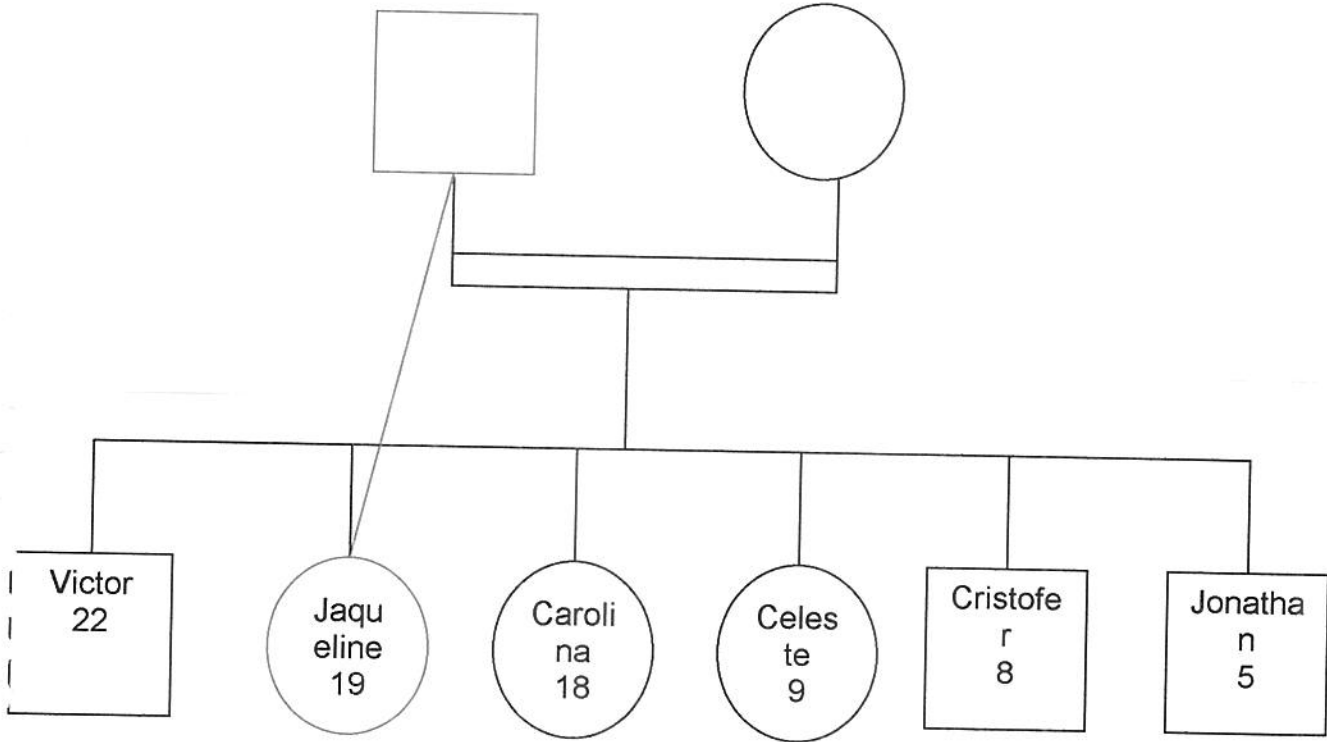 Victor
22
Jaqu
eline
19
Caroli
na
18
Celes
te
9
Cristofe
r
8
Jonatha
n
5